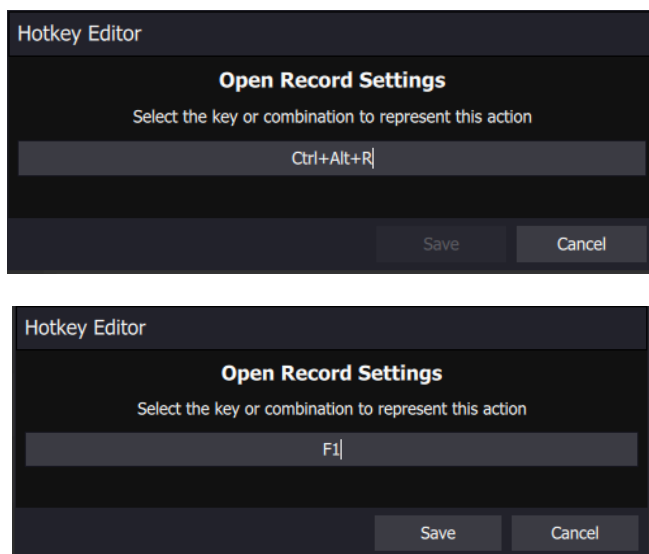 Hotkey Editor
Open Record Settings
Select the key or combination to represent this action
Ctrl+Alt+R
Save Cancel
Hotkey Editor
Open Record Settings
Select the key or combination to represent this action
F1
Save Cancel